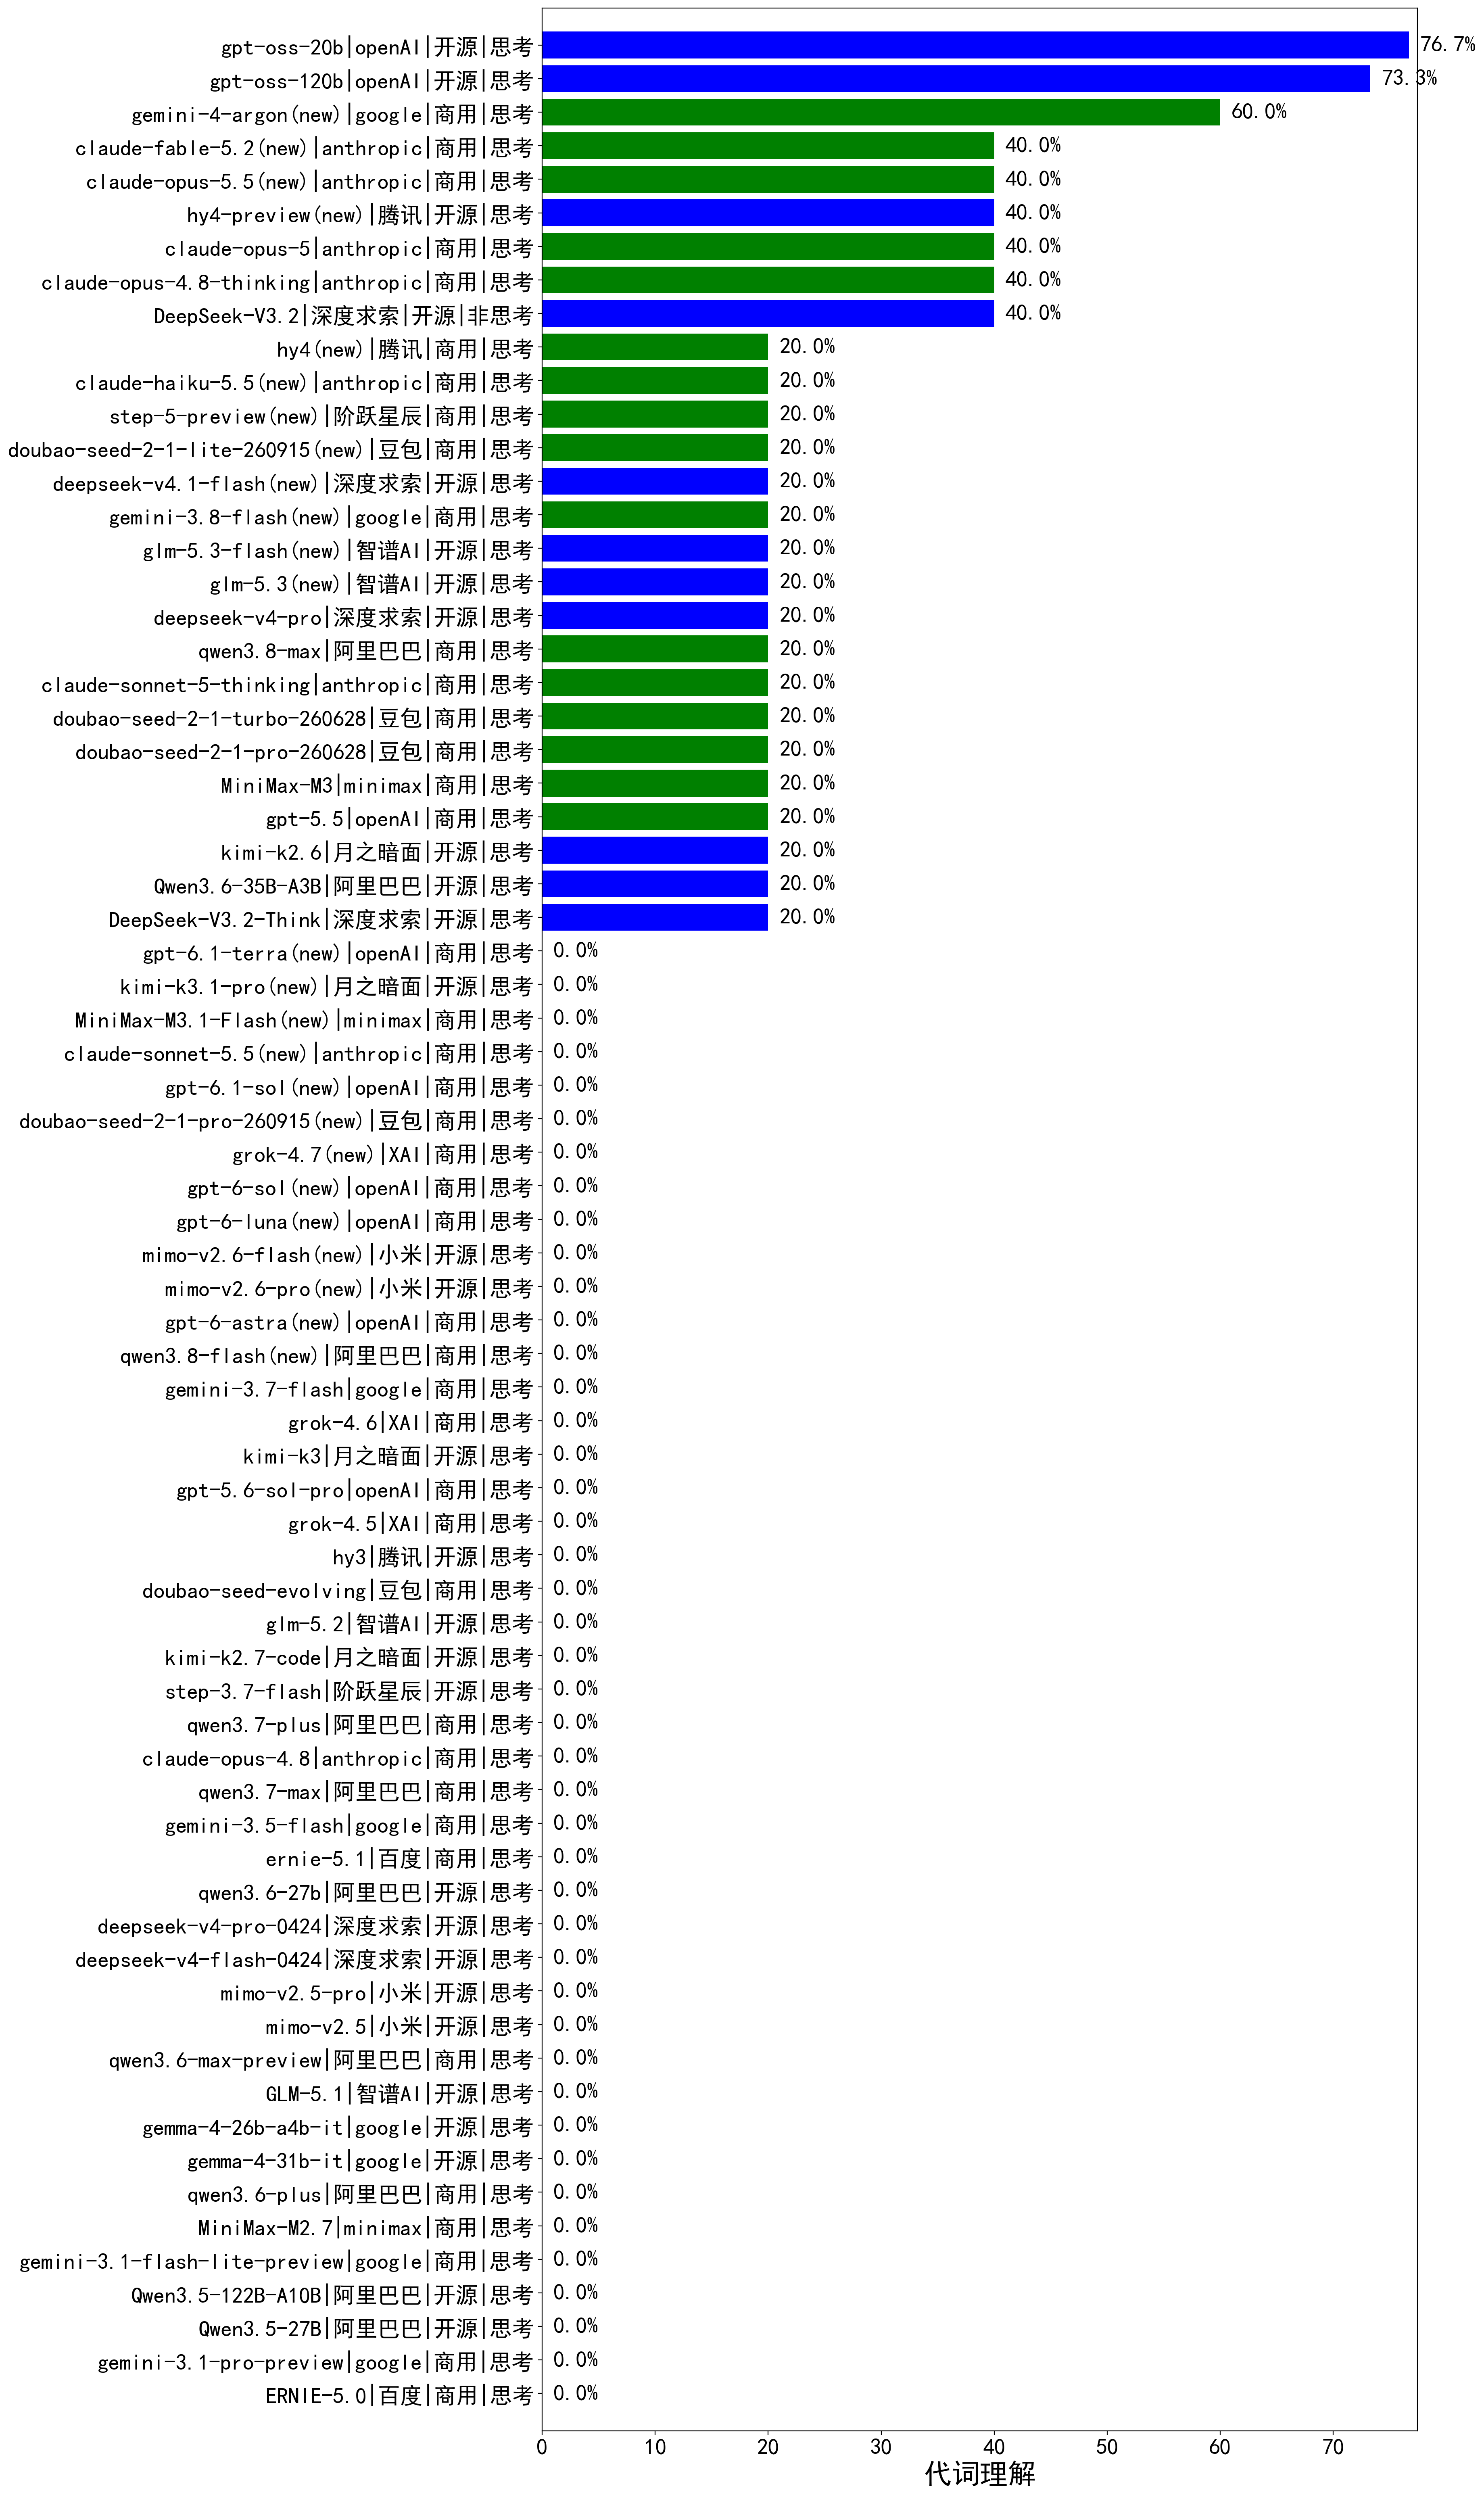 gpt-oss-20b|openAI|开源|思考 76.7%
gpt-oss-120b|openAI|开源|思考 73.3%
gemini-4-argon(new)|google|商用|思考 60.0%
claude-fable-5.2(new)|anthropic|商用|思考 40.0%
claude-opus-5.5(new)|anthropic|商用|思考 40.0%
hy4-preview(new)|腾讯|开源|思考 40.0%
claude-opus-5|anthropic|商用|思考 40.0%
claude-opus-4.8-thinking|anthropic|商用|思考 40.0%
DeepSeek-V3.2|深度求索|开源|非思考 40.0%
hy4(new)|腾讯|商用|思考 20.0%
claude-haiku-5.5(new)|anthropic|商用|思考 20.0%
step-5-preview(new)|阶跃星辰|商用|思考 20.0%
doubao-seed-2-1-lite-260915(new)|豆包|商用|思考 20.0%
deepseek-v4.1-flash(new)|深度求索|开源|思考 20.0%
gemini-3.8-flash(new)|google|商用|思考 20.0%
glm-5.3-flash(new)|智谱AI|开源|思考 20.0%
glm-5.3(new)|智谱AI|开源|思考 20.0%
deepseek-v4-pro|深度求索|开源|思考 20.0%
qwen3.8-max|阿里巴巴|商用|思考 20.0%
claude-sonnet-5-thinking|anthropic|商用|思考 20.0%
doubao-seed-2-1-turbo-260628|豆包|商用|思考 20.0%
doubao-seed-2-1-pro-260628|豆包|商用|思考 20.0%
MiniMax-M3|minimax|商用|思考 20.0%
gpt-5.5|openAI|商用|思考 20.0%
kimi-k2.6|月之暗面|开源|思考 20.0%
Qwen3.6-35B-A3B|阿里巴巴|开源|思考 20.0%
DeepSeek-V3.2-Think|深度求索|开源|思考 20.0%
gpt-6.1-terra(new)|openAI|商用|思考 0.0%
kimi-k3.1-pro(new)|月之暗面|开源|思考 0.0%
MiniMax-M3.1-Flash(new)|minimax|商用|思考 0.0%
claude-sonnet-5.5(new)|anthropic|商用|思考 0.0%
gpt-6.1-sol(new)|openAI|商用|思考 0.0%
doubao-seed-2-1-pro-260915(new)|豆包|商用|思考 0.0%
grok-4.7(new)|XAI|商用|思考 0.0%
gpt-6-sol(new)|openAI|商用|思考 0.0%
gpt-6-luna(new)|openAI|商用|思考 0.0%
mimo-v2.6-flash(new)|小米|开源|思考 0.0%
mimo-v2.6-pro(new)|小米|开源|思考 0.0%
gpt-6-astra(new)|openAI|商用|思考 0.0%
qwen3.8-flash(new)|阿里巴巴|商用|思考 0.0%
gemini-3.7-flash|google|商用|思考 0.0%
grok-4.6|XAI|商用|思考 0.0%
kimi-k3|月之暗面|开源|思考 0.0%
gpt-5.6-sol-pro|openAI|商用|思考 0.0%
grok-4.5|XAI|商用|思考 0.0%
hy3|腾讯|开源|思考 0.0%
doubao-seed-evolving|豆包|商用|思考 0.0%
glm-5.2|智谱AI|开源|思考 0.0%
kimi-k2.7-code|月之暗面|开源|思考 0.0%
step-3.7-flash|阶跃星辰|开源|思考 0.0%
qwen3.7-plus|阿里巴巴|商用|思考 0.0%
claude-opus-4.8|anthropic|商用|思考 0.0%
qwen3.7-max|阿里巴巴|商用|思考 0.0%
gemini-3.5-flash|google|商用|思考 0.0%
ernie-5.1|百度|商用|思考 0.0%
qwen3.6-27b|阿里巴巴|开源|思考 0.0%
deepseek-v4-pro-0424|深度求索|开源|思考 0.0%
deepseek-v4-flash-0424|深度求索|开源|思考 0.0%
mimo-v2.5-pro|小米|开源|思考 0.0%
mimo-v2.5|小米|开源|思考 0.0%
qwen3.6-max-preview|阿里巴巴|商用|思考 0.0%
GLM-5.1|智谱AI|开源|思考 0.0%
gemma-4-26b-a4b-it|google|开源|思考 0.0%
gemma-4-31b-it|google|开源|思考 0.0%
qwen3.6-plus|阿里巴巴|商用|思考 0.0%
MiniMax-M2.7|minimax|商用|思考 0.0%
gemini-3.1-flash-lite-preview|google|商用|思考 0.0%
Qwen3.5-122B-A10B|阿里巴巴|开源|思考 0.0%
Qwen3.5-27B|阿里巴巴|开源|思考 0.0%
gemini-3.1-pro-preview|google|商用|思考 0.0%
ERNIE-5.0|百度|商用|思考 0.0%
0 10 20 30 40 50 60 70
代词理解